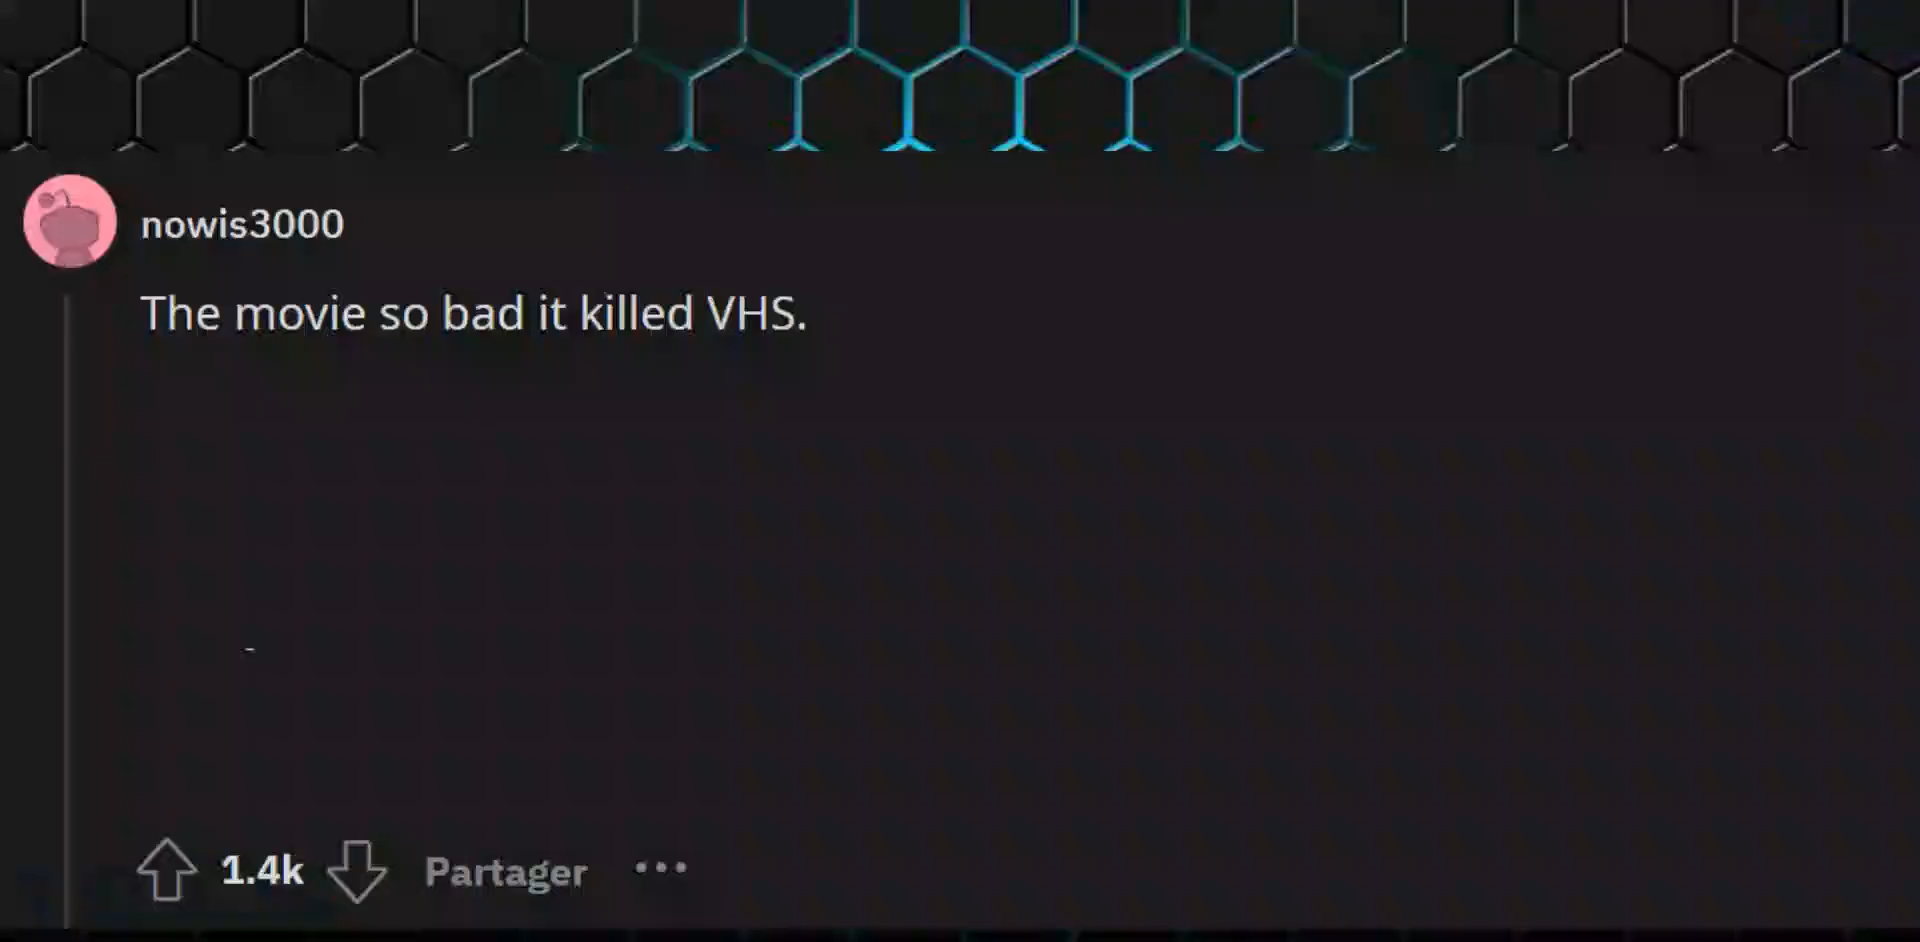 nowis3000
The movie so bad it killed VHS.
-
1.4k Partager ...